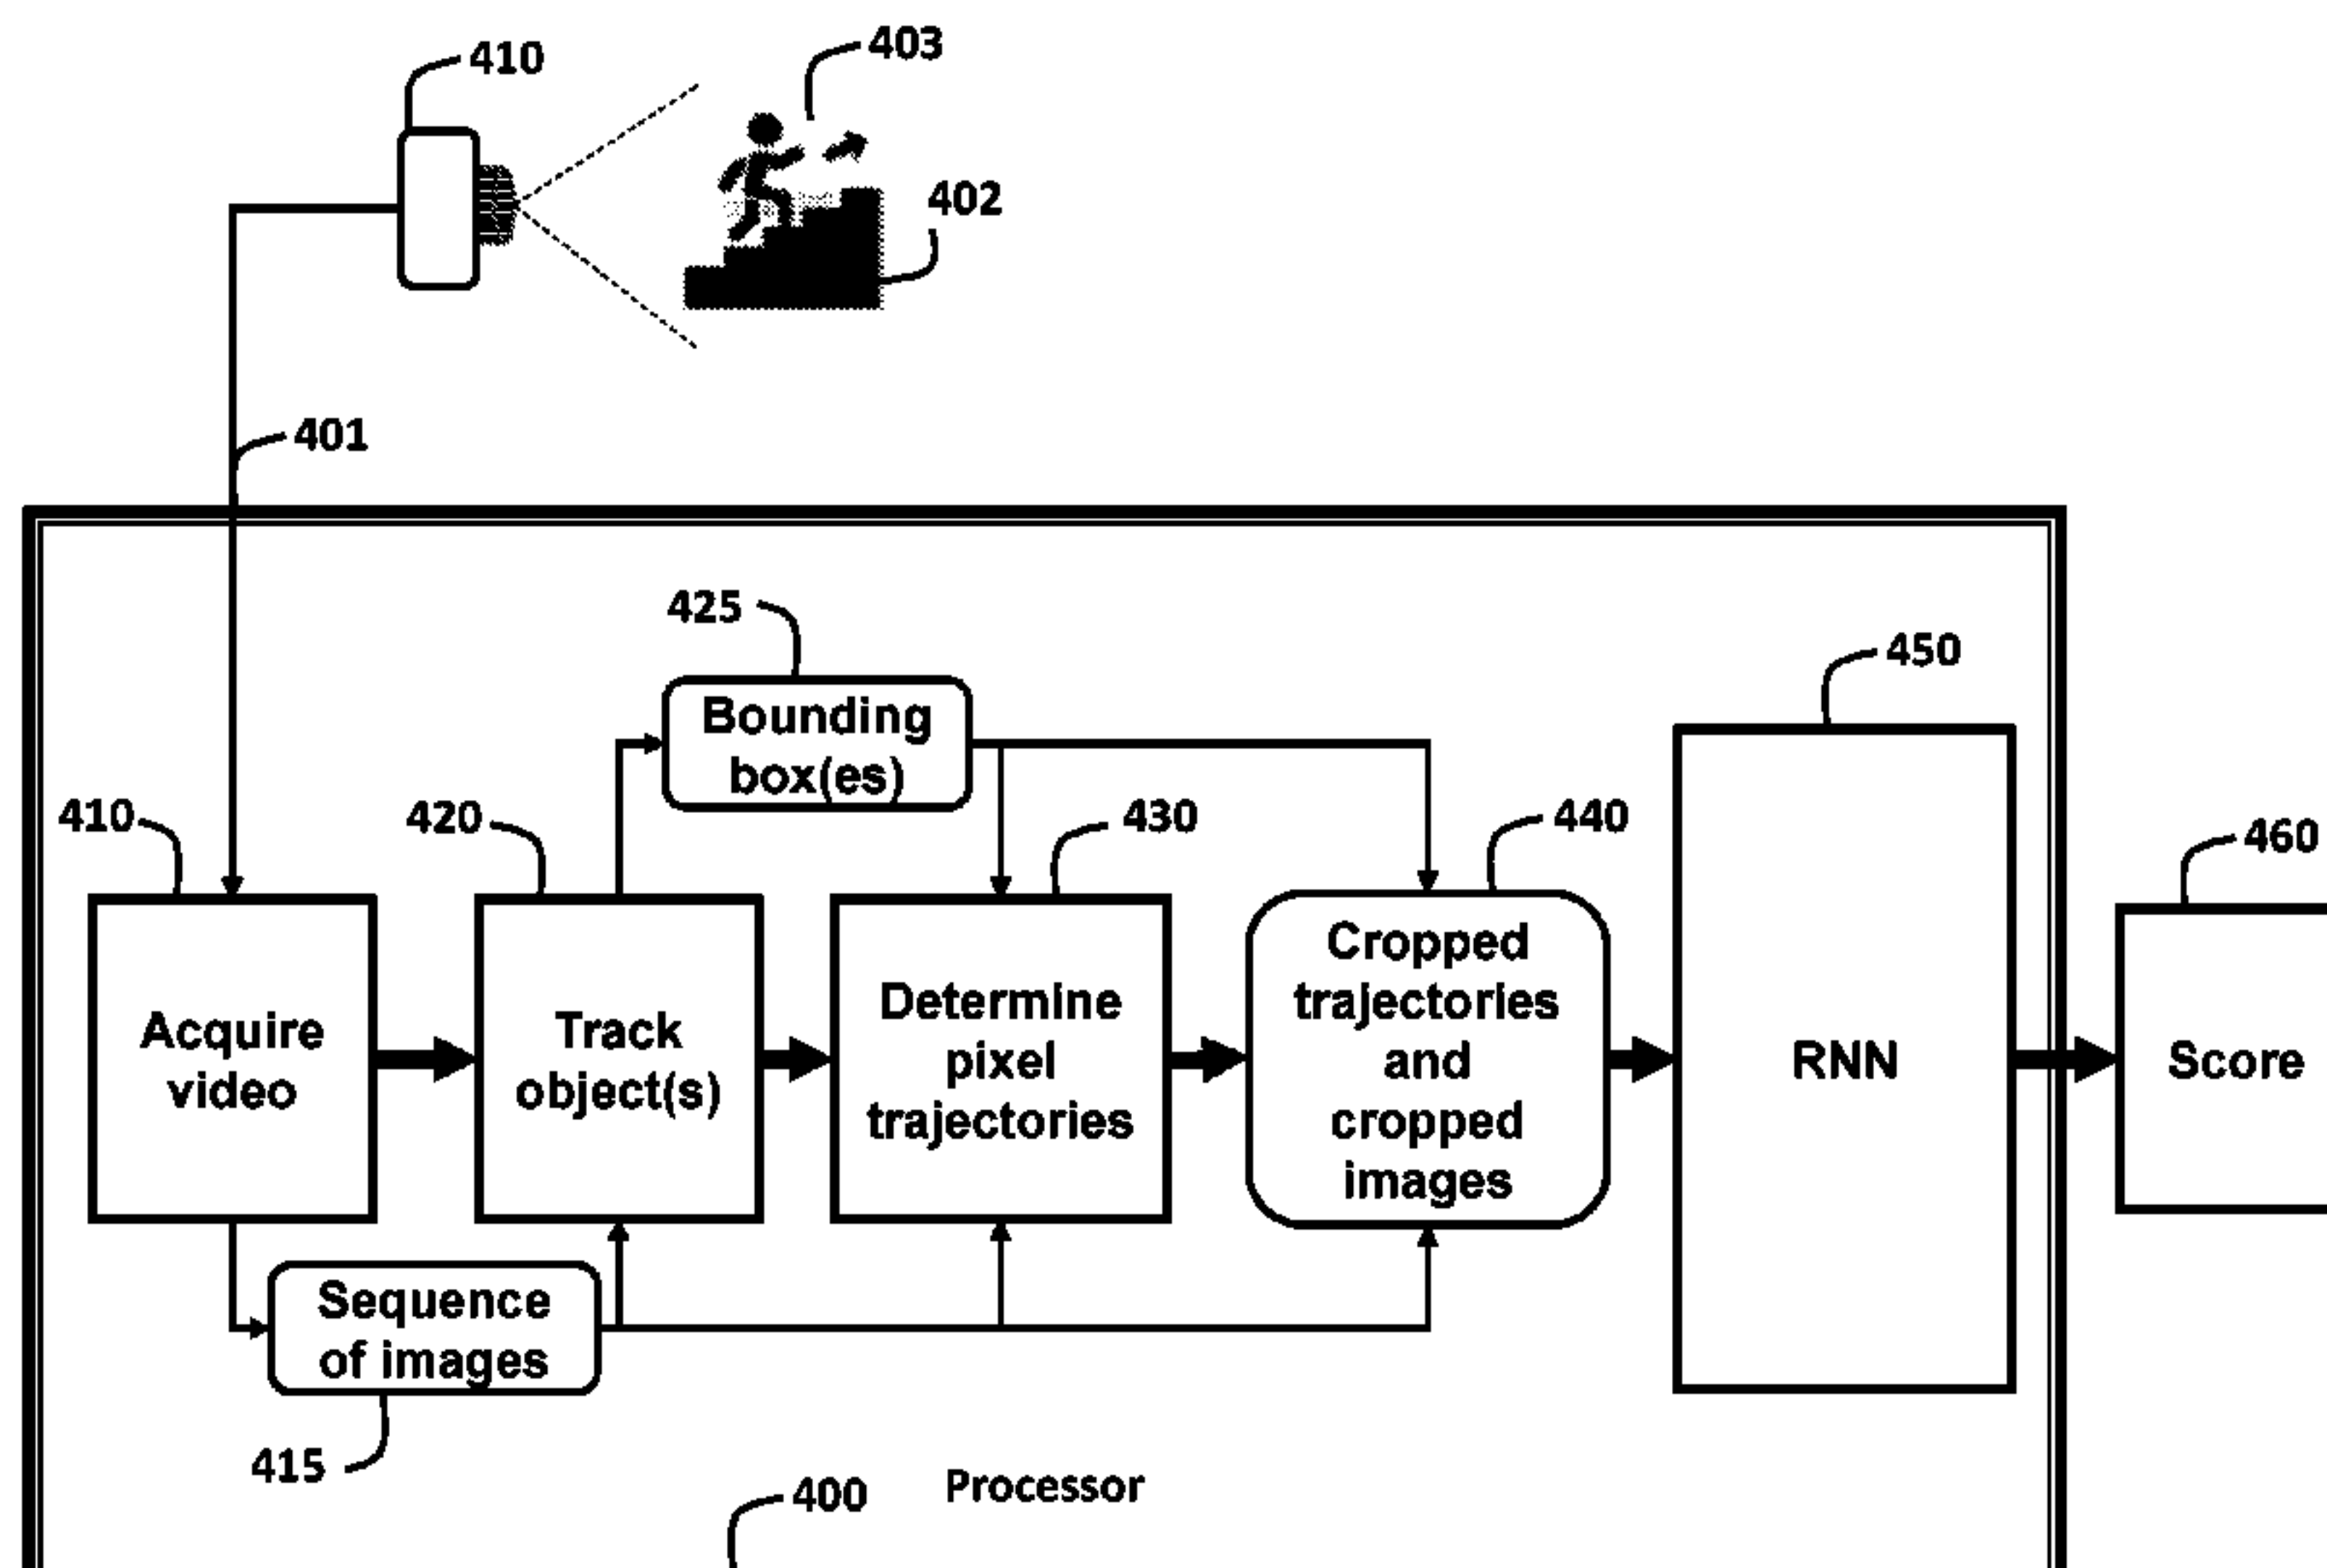 410
403
402
401
425
450
Bounding
box(es)
410
420
430
440
460
Acquire
video
Track
object(s)
Determine
pixel
trajectories
Cropped
trajectories
and
cropped
images
RNN
Score
Sequence
of images
415
400
Processor